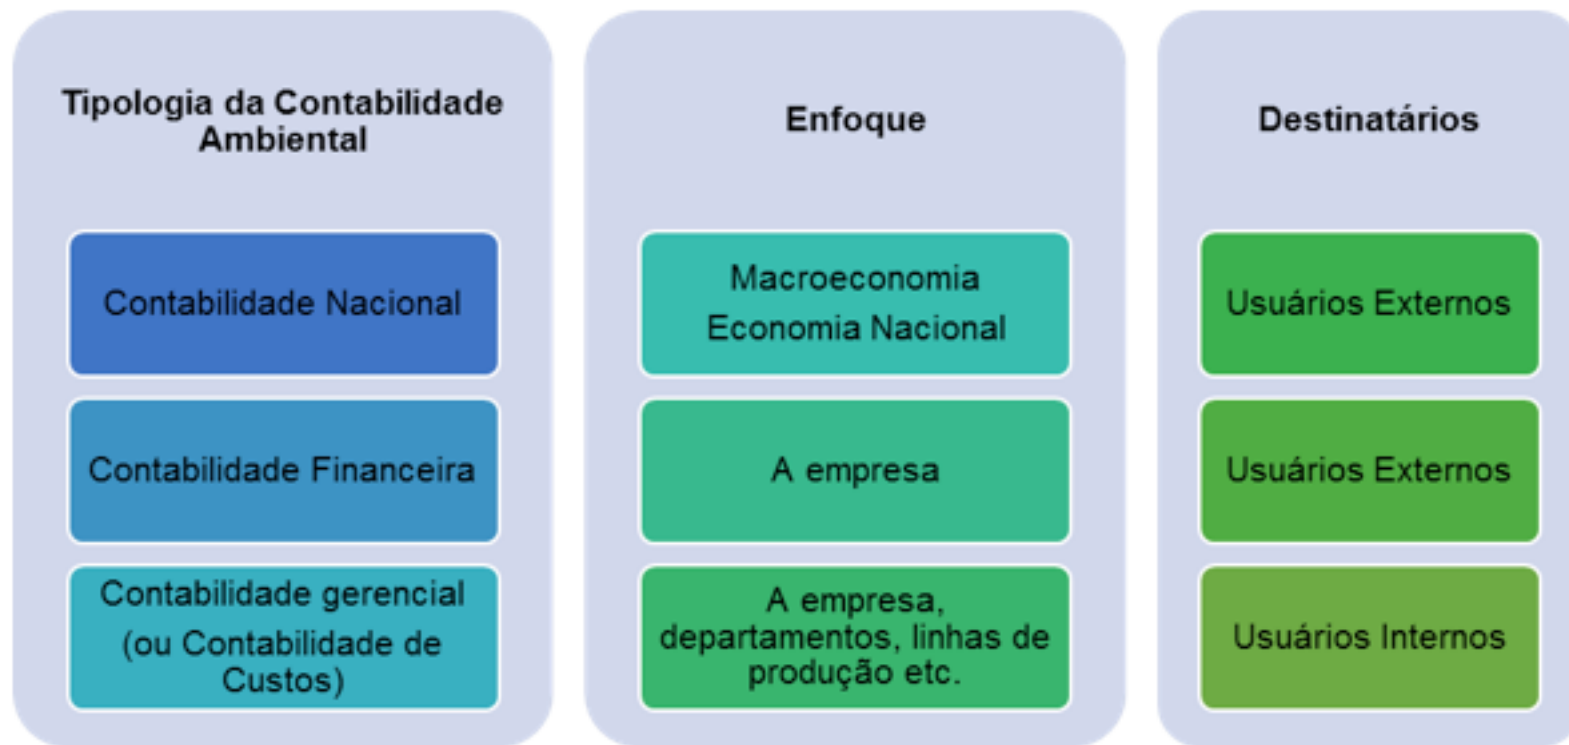 Tipologia da Contabilidade
Ambiental
Contabilidade Nacional
Contabilidade Financeira
Contabilidade gerencial
(ou Contabilidade de
Custos)
Enfoque
Macroeconomia
Economia Nacional
A empresa
A empresa,
departamentos, linhas de
produção etc.
Destinatários
Usuários Externos
Usuários Externos
Usuários Internos